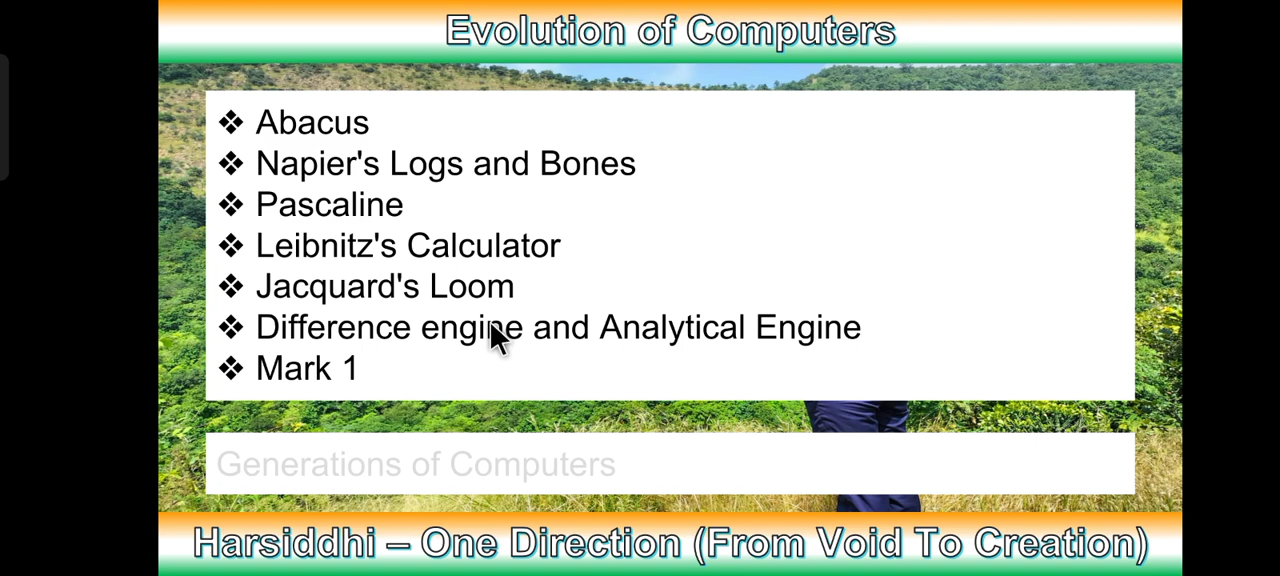 Evolution of Computers
❖ Abacus
❖ Napier's Logs and Bones
❖ Pascaline
❖ Leibnitz's Calculator
❖ Jacquard's Loom
❖ Difference engine and Analytical Engine
❖ Mark 1
Generations of Computers
Harsiddhi – One Direction (From Void To Creation)